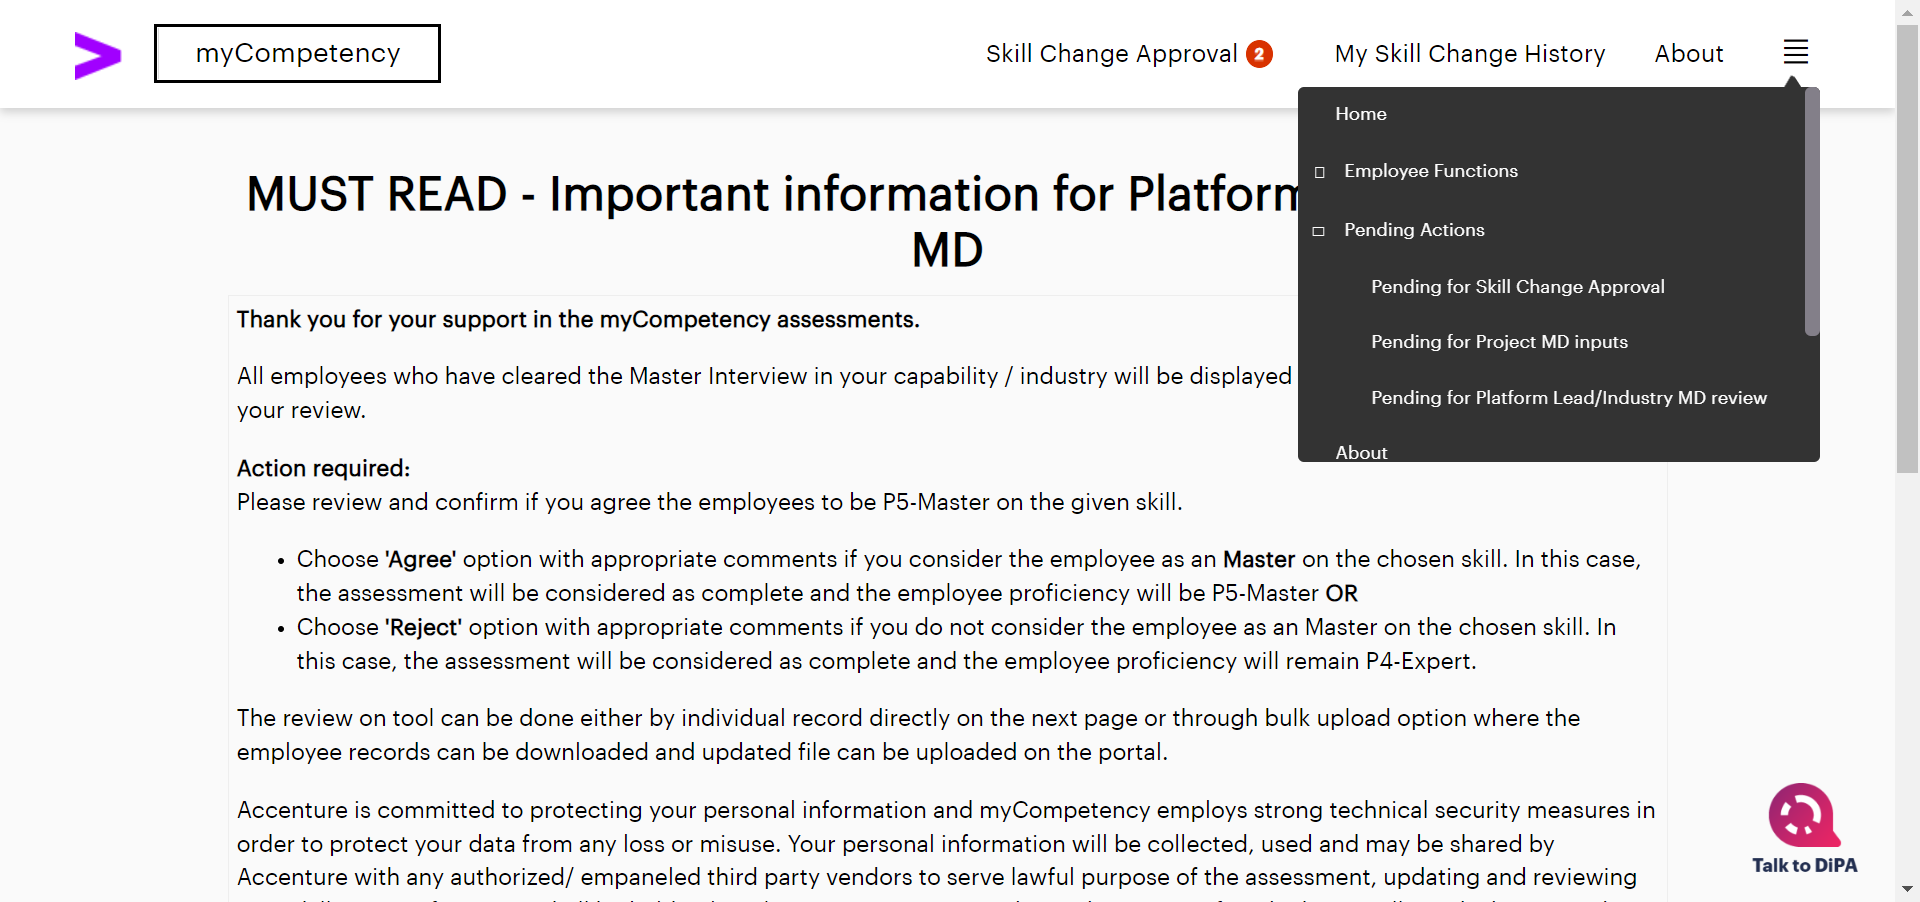 myCompetency
Skill Change Approval 2
My Skill Change History
About
Home
Employee Functions
Pending Actions
Pending for Skill Change Approval
Pending for Project MD inputs
Pending for Platform Lead/Industry MD review
About
MUST READ - Important information for Platform
MD
Thank you for your support in the myCompetency assessments.
All employees who have cleared the Master Interview in your capability / industry will be displayed
your review.
Action required:
Please review and confirm if you agree the employees to be P5-Master on the given skill.
• Choose 'Agree' option with appropriate comments if you consider the employee as an Master on the chosen skill. In this case,
the assessment will be considered as complete and the employee proficiency will be P5-Master OR
• Choose 'Reject' option with appropriate comments if you do not consider the employee as an Master on the chosen skill. In
this case, the assessment will be considered as complete and the employee proficiency will remain P4-Expert.
The review on tool can be done either by individual record directly on the next page or through bulk upload option where the
employee records can be downloaded and updated file can be uploaded on the portal.
Accenture is committed to protecting your personal information and myCompetency employs strong technical security measures in
order to protect your data from any loss or misuse. Your personal information will be collected, used and may be shared by
Accenture with any authorized/ empaneled third party vendors to serve lawful purpose of the assessment, updating and reviewing
Talk to DiPA